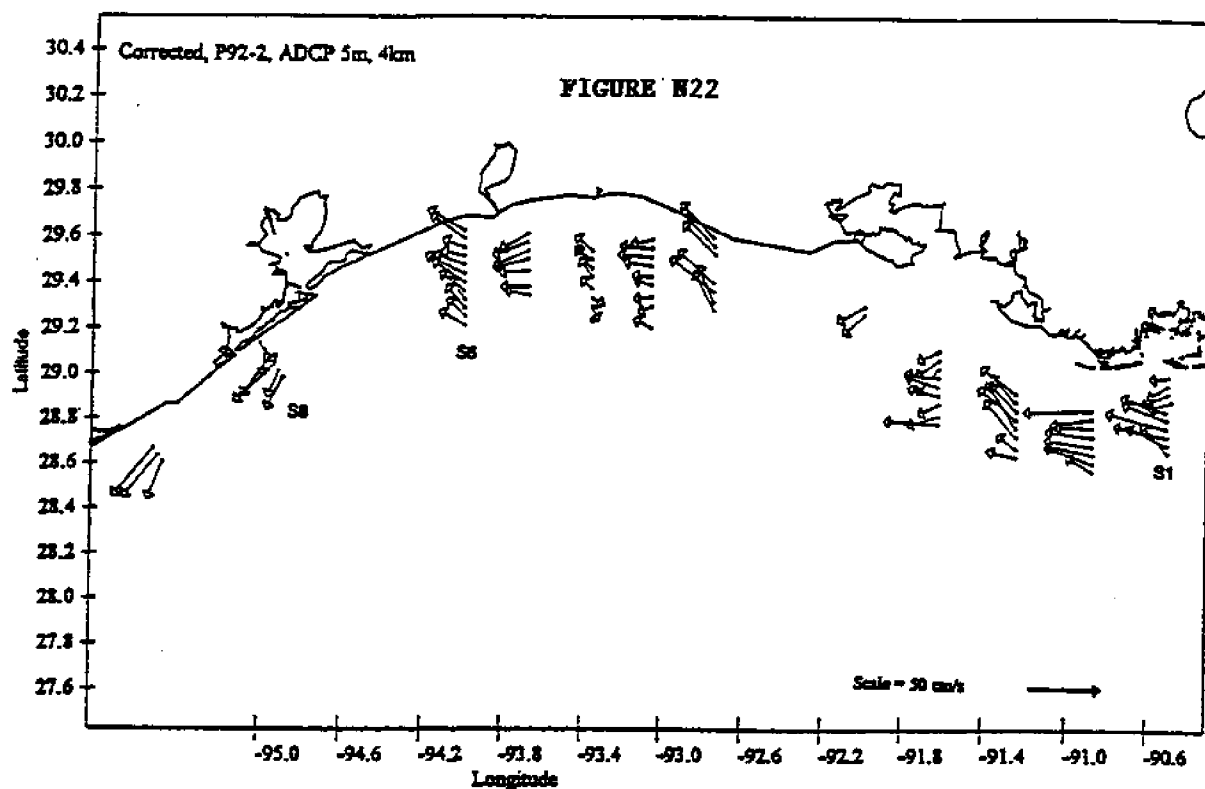 Corrected, P92-2, ADCP 5m, 4km
FIGURE N22
30.4
30.2
30.0
29.8
29.6
29.4
29.2
29.0
28.8
28.6
28.4
28.2
28.0
27.8
27.6
Latitude
S6
S8
S1
Scale = 50 cm/s
-95.0 -94.6 -94.2 -93.8 -93.4 -93.0 -92.6 -92.2 -91.8 -91.4 -91.0 -90.6
Longitude